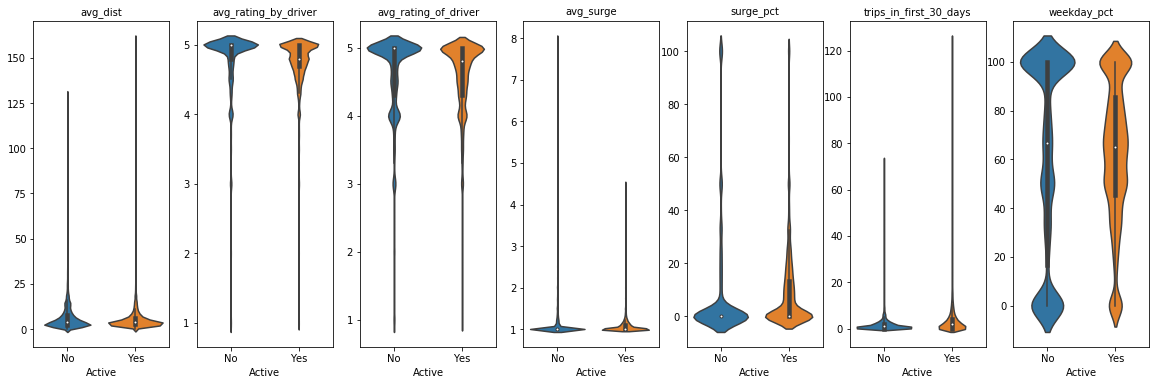 avg_dist
150
125
100
75
50
25
0
No Yes
Active
avg_rating_by_driver
5
4
3
2
1
No Yes
Active
avg_rating_of_driver
5
4
3
2
1
No Yes
Active
avg_surge
8
7
6
5
4
3
2
1
No Yes
Active
surge_pct
100
80
60
40
20
0
No Yes
Active
trips_in_first_30_days
120
100
80
60
40
20
0
No Yes
Active
weekday_pct
100
80
60
40
20
0
No Yes
Active